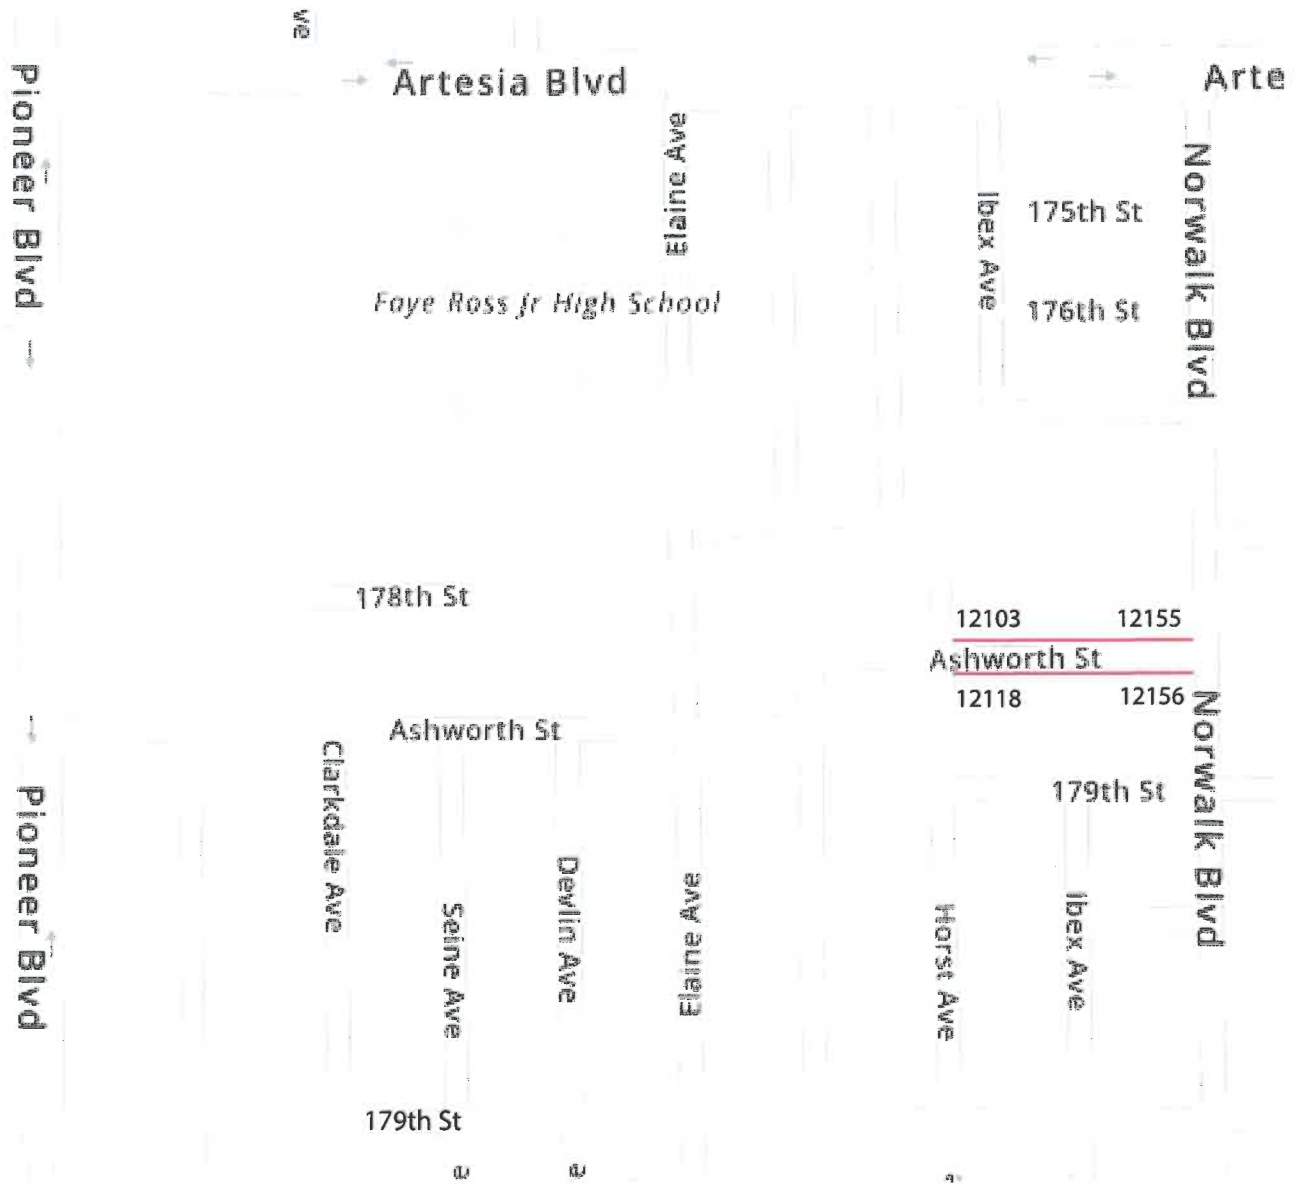 ve
Artesia Blvd
Arte
Pioneer Blvd
Elaine Ave
Norwalk Blvd
Ibex Ave
175th St
Foye Ross Jr High School
176th St
178th St
12103
12155
Ashworth St
12118
12156
Ashworth St
Norwalk Blvd
Clarkdale Ave
179th St
Pioneer Blvd
Devlin Ave
Elaine Ave
Seine Ave
Horst Ave
Ibex Ave
179th St
e
e